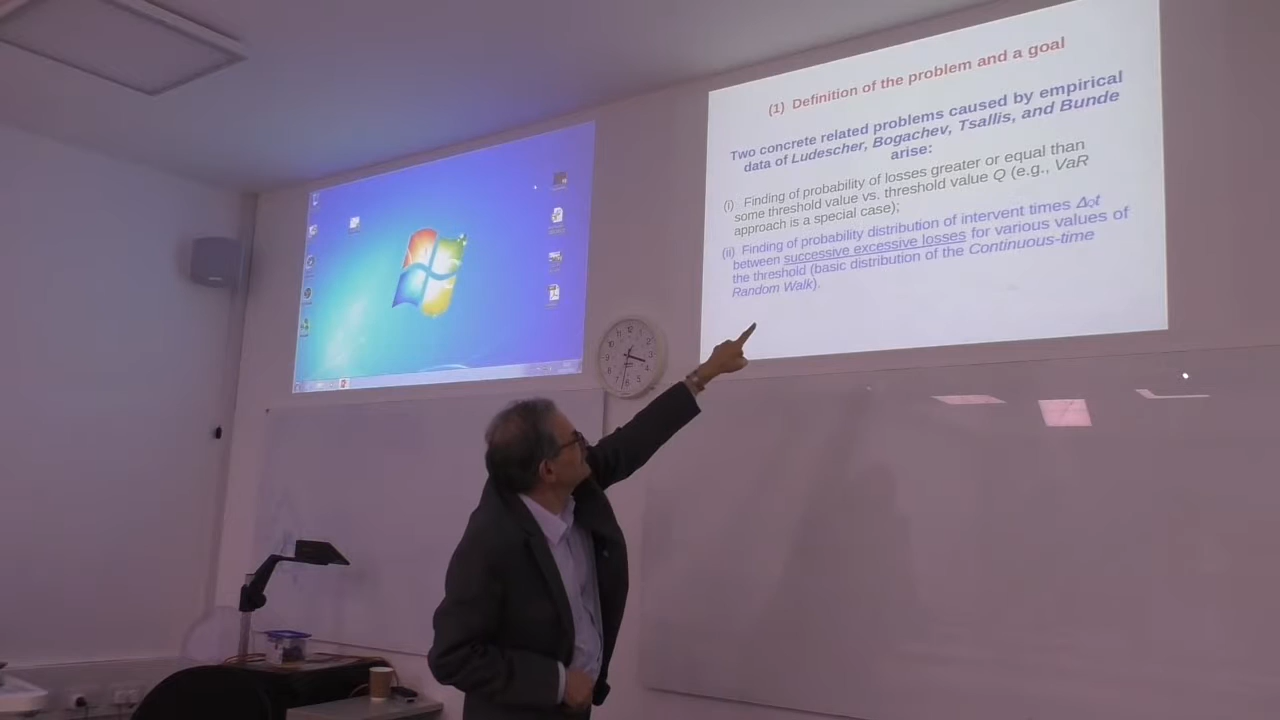 (1) Definition of the problem and a goal
Two concrete related problems caused by empirical
data of Ludescher, Bogachev, Tsallis, and Bunde
arise:
(i) Finding of probability of losses greater or equal than
some threshold value vs. threshold value Q (e.g., VaR
approach is a special case);
(ii) Finding of probability distribution of intervent times ΔQt
between successive excessive losses for various values of
the threshold (basic distribution of the Continuous-time
Random Walk).